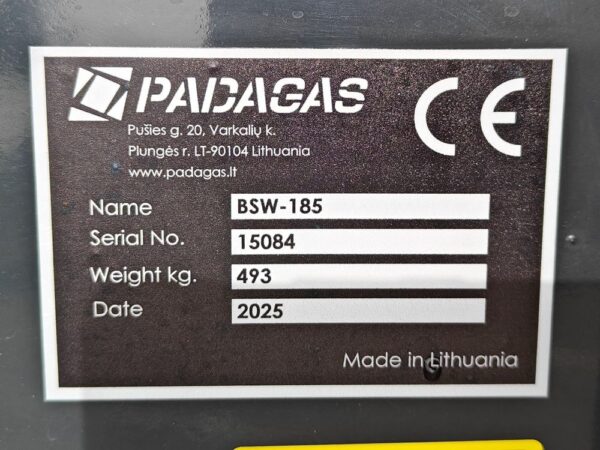 PADAGAS
CE
Pušies g. 20, Varkalių k.
Plungės r. LT-90104 Lithuania
www.padagas.lt
Name BSW-185
Serial No. 15084
Weight kg. 493
Date 2025
Made in Lithuania